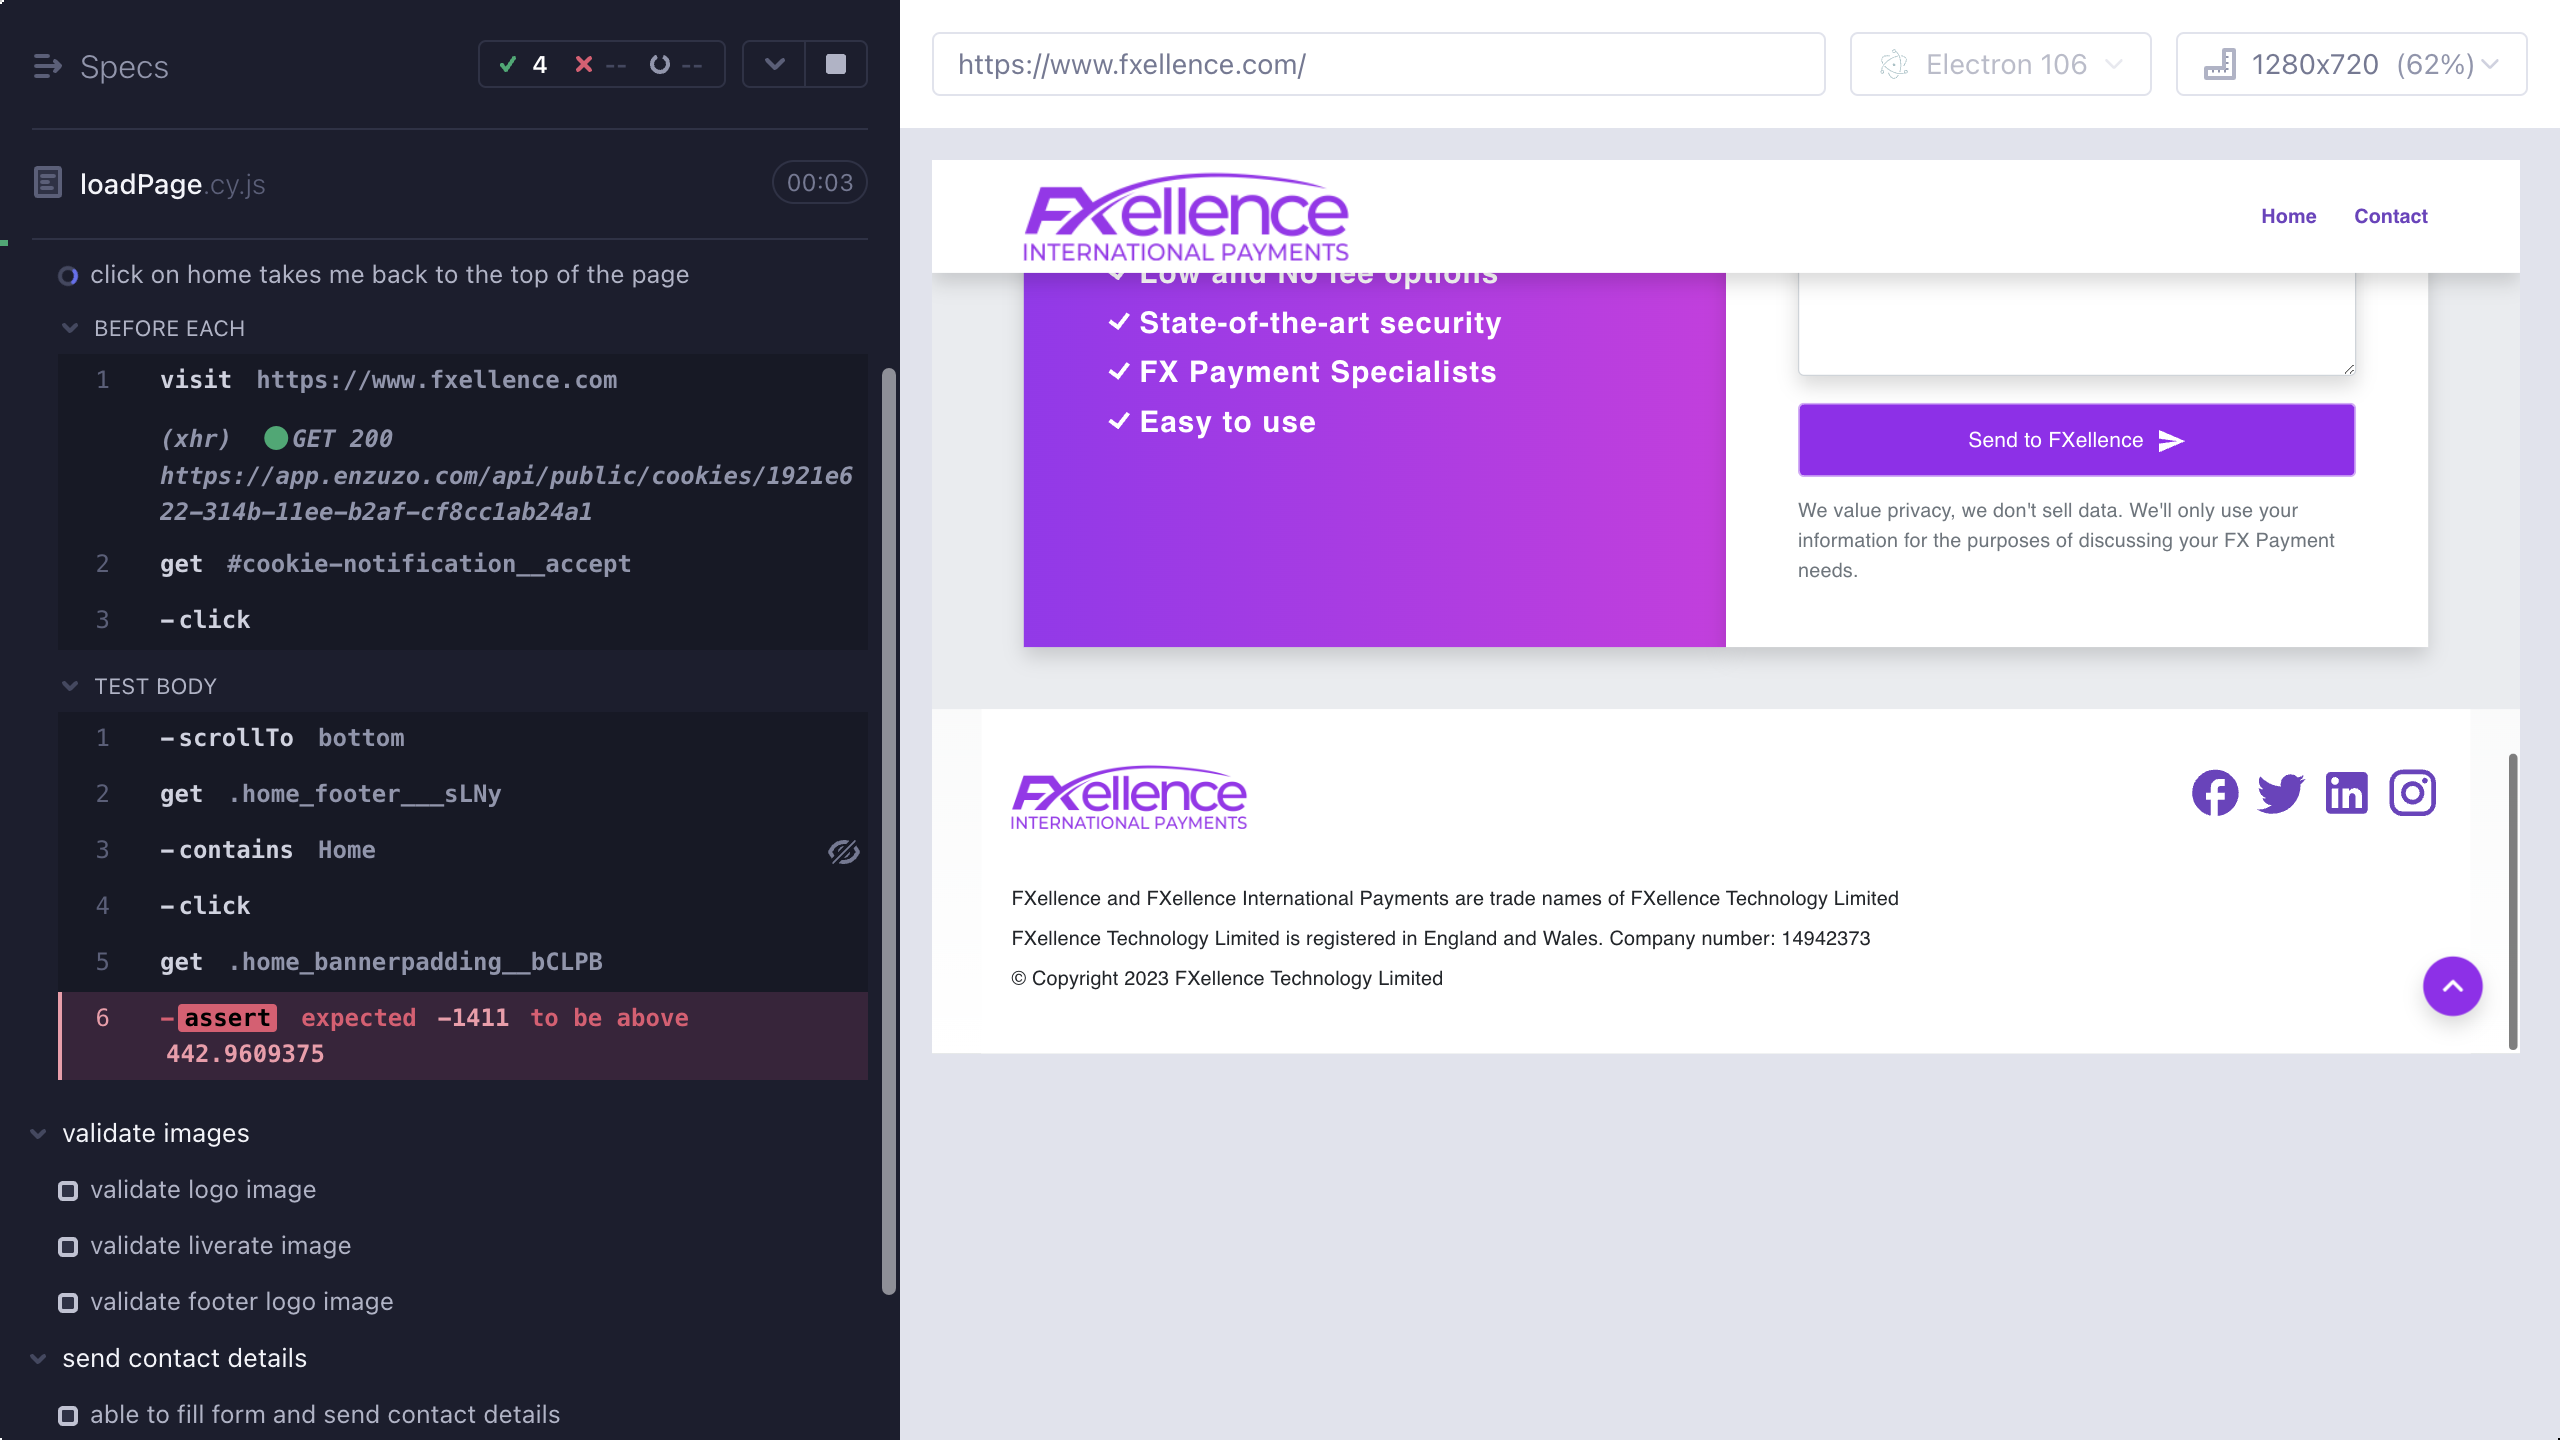 Specs
4
--
--
loadPage.cy.js
00:03
click on home takes me back to the top of the page
BEFORE EACH
1 visit https://www.fxellence.com
(xhr) GET 200
https://app.enzuzo.com/api/public/cookies/1921e6
22-314b-11ee-b2af-cf8cc1ab24a1
2 get #cookie-notification__accept
3 -click
TEST BODY
1 -scrollTo bottom
2 get .home_footer___sLNy
3 -contains Home
4 -click
5 get .home_bannerpadding__bCLPB
6 -assert expected -1411 to be above
442.9609375
validate images
validate logo image
validate liverate image
validate footer logo image
send contact details
able to fill form and send contact details
https://www.fxellence.com/
Electron 106
1280x720 (62%)
FXellence
INTERNATIONAL PAYMENTS
Home
Contact
Low and No fee options
State-of-the-art security
FX Payment Specialists
Easy to use
Send to FXellence
We value privacy, we don't sell data. We'll only use your
information for the purposes of discussing your FX Payment
needs.
FXellence
INTERNATIONAL PAYMENTS
FXellence and FXellence International Payments are trade names of FXellence Technology Limited
FXellence Technology Limited is registered in England and Wales. Company number: 14942373
© Copyright 2023 FXellence Technology Limited